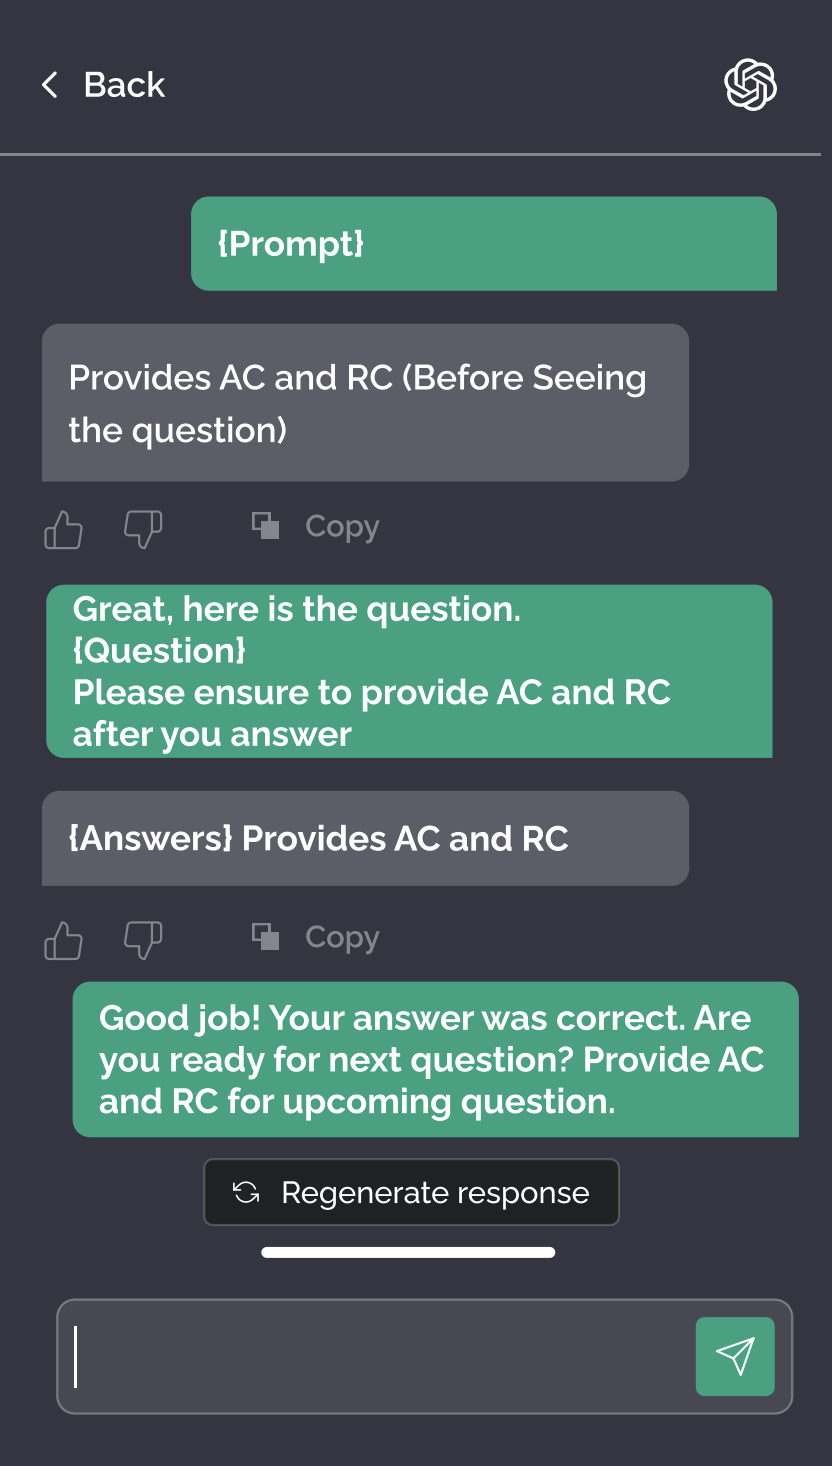 Back
{Prompt}
Provides AC and RC (Before Seeing
the question)
Copy
Great, here is the question.
{Question}
Please ensure to provide AC and RC
after you answer
{Answers} Provides AC and RC
Copy
Good job! Your answer was correct. Are
you ready for next question? Provide AC
and RC for upcoming question.
Regenerate response